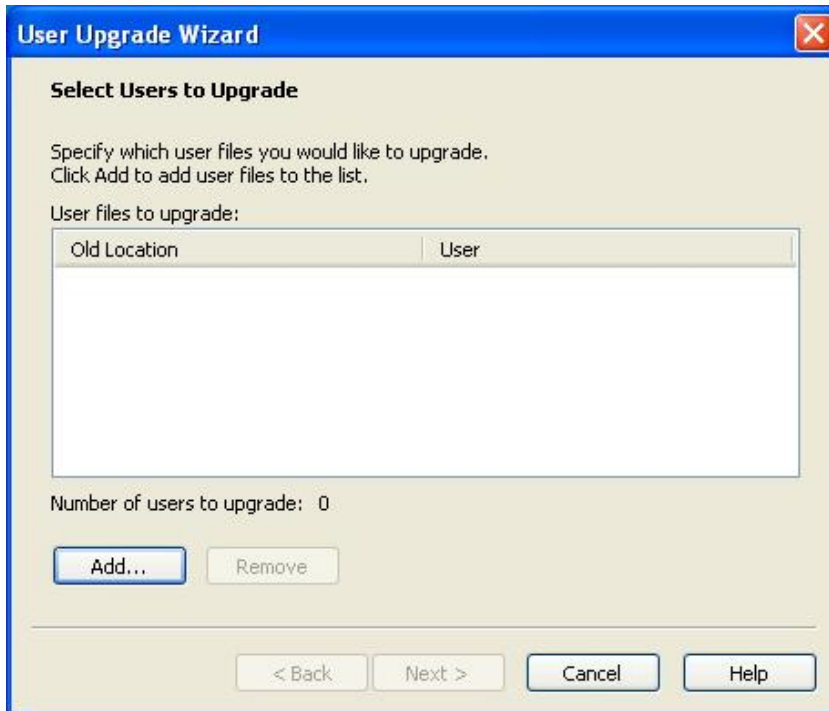 User Upgrade Wizard
Select Users to Upgrade
Specify which user files you would like to upgrade.
Click Add to add user files to the list.
User files to upgrade:
Old Location User
Number of users to upgrade: 0
Add... Remove
< Back Next > Cancel Help